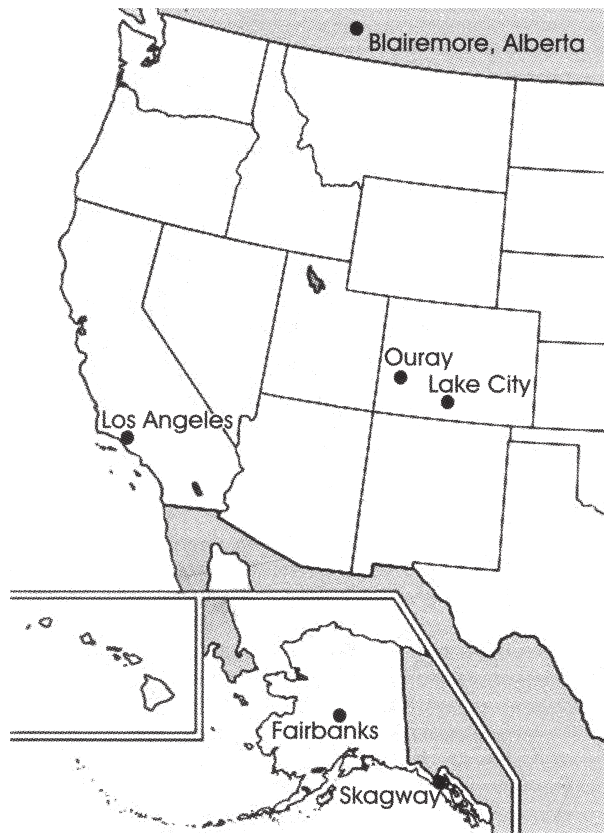 Blairemore, Alberta
Ouray
Lake City
Los Angeles
Fairbanks
Skagway